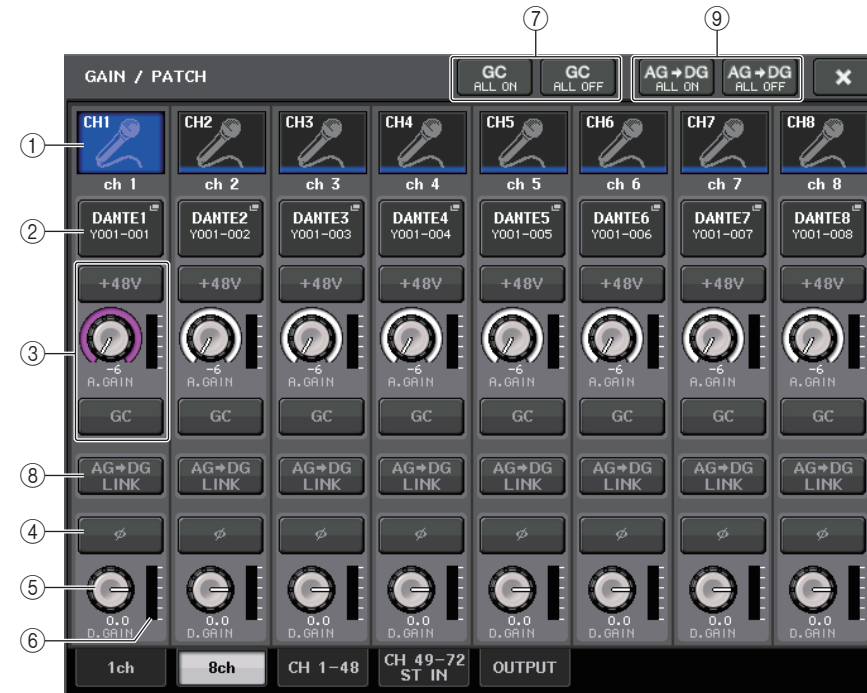 ⑦ ⑨
GAIN / PATCH GC ALL ON GC ALL OFF AG➔DG ALL ON AG➔DG ALL OFF ×
① CH1 CH2 CH3 CH4 CH5 CH6 CH7 CH8
ch 1 ch 2 ch 3 ch 4 ch 5 ch 6 ch 7 ch 8
② DANTE1 DANTE2 DANTE3 DANTE4 DANTE5 DANTE6 DANTE7 DANTE8
Y001-001 Y001-002 Y001-003 Y001-004 Y001-005 Y001-006 Y001-007 Y001-008
+48V +48V +48V +48V +48V +48V +48V +48V
③
-6 -6 -6 -6 -6 -6 -6 -6
A.GAIN A.GAIN A.GAIN A.GAIN A.GAIN A.GAIN A.GAIN A.GAIN
GC GC GC GC GC GC GC GC
⑧ AG➔DG AG➔DG AG➔DG AG➔DG AG➔DG AG➔DG AG➔DG AG➔DG
LINK LINK LINK LINK LINK LINK LINK LINK
④ ø ø ø ø ø ø ø ø
⑤
⑥ 0.0 0.0 0.0 0.0 0.0 0.0 0.0 0.0
D.GAIN D.GAIN D.GAIN D.GAIN D.GAIN D.GAIN D.GAIN D.GAIN
1ch 8ch CH 1-48 CH 49-72 ST IN OUTPUT